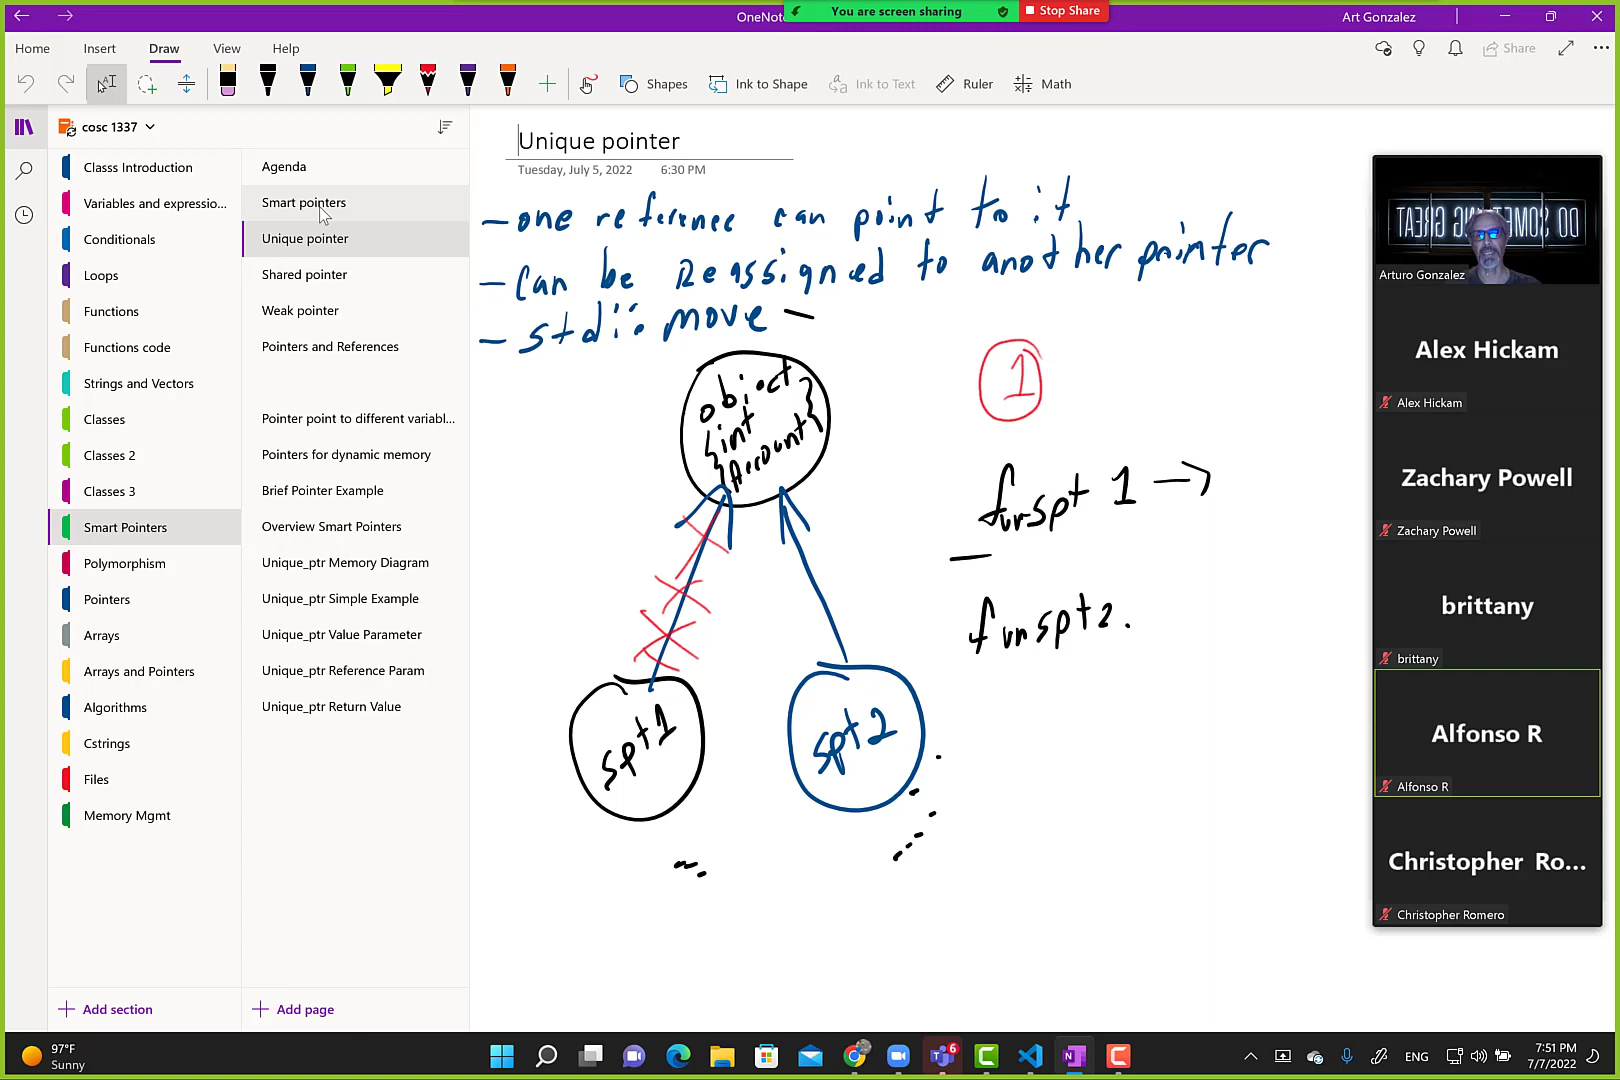 OneNote
You are screen sharing
Stop Share
Art Gonzalez
Home Insert Draw View Help
Share
Shapes Ink to Shape Ink to Text Ruler Math
cosc 1337
Classs Introduction
Variables and expressio...
Conditionals
Loops
Functions
Functions code
Strings and Vectors
Classes
Classes 2
Classes 3
Smart Pointers
Polymorphism
Pointers
Arrays
Arrays and Pointers
Algorithms
Cstrings
Files
Memory Mgmt
Add section
Agenda
Smart pointers
Unique pointer
Shared pointer
Weak pointer
Pointers and References
Pointer point to different variabl...
Pointers for dynamic memory
Brief Pointer Example
Overview Smart Pointers
Unique_ptr Memory Diagram
Unique_ptr Simple Example
Unique_ptr Value Parameter
Unique_ptr Reference Param
Unique_ptr Return Value
Add page
Unique pointer
Tuesday, July 5, 2022 6:30 PM
- one reference can point to it
- can be Reassigned to another pointer
- std:: move -
object
{int }
{Account}
1
spt 1 →
spt2.
spt1
spt2
DO SOMETHING GREAT
Arturo Gonzalez
Alex Hickam
Alex Hickam
Zachary Powell
Zachary Powell
brittany
brittany
Alfonso R
Alfonso R
Christopher Ro...
Christopher Romero
97°F
Sunny
6
ENG
7:51 PM
7/7/2022